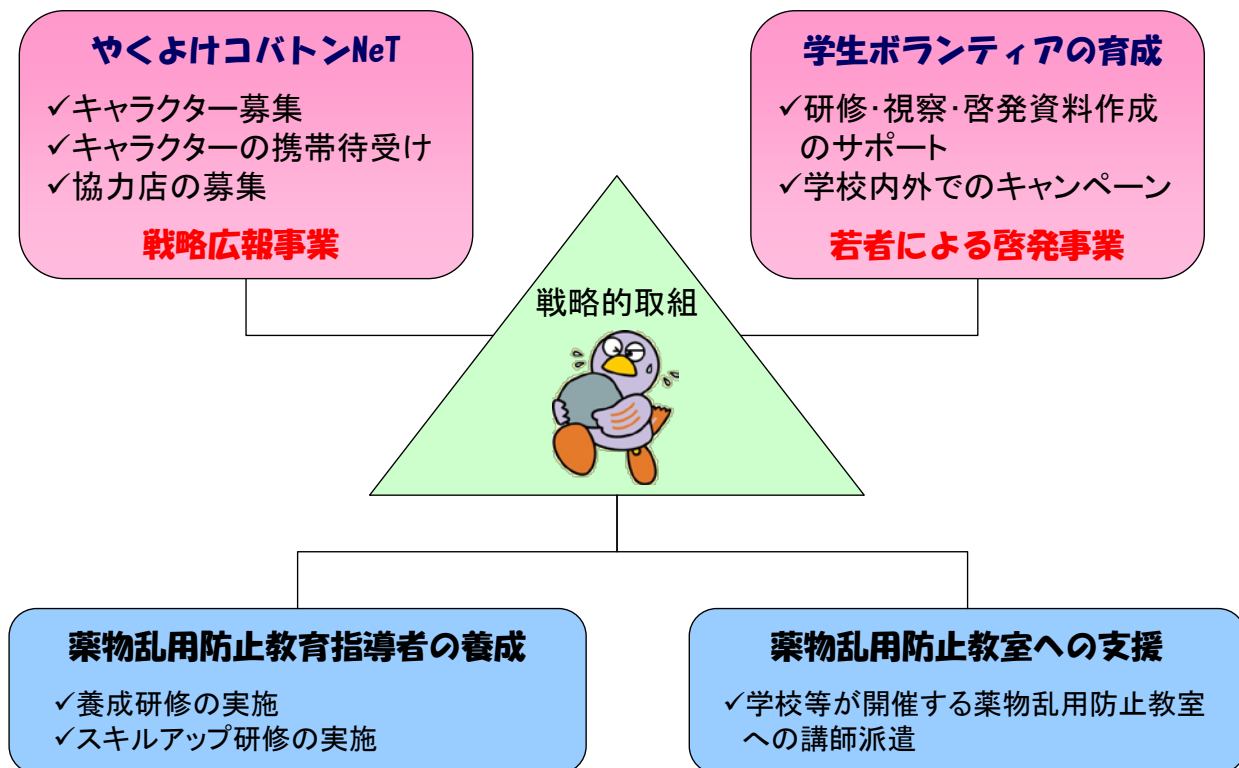 やくよけコバトンNeT
✓キャラクター募集
✓キャラクターの携帯待受け
✓協力店の募集
戦略広報事業
学生ボランティアの育成
✓研修・視察・啓発資料作成
のサポート
✓学校内外でのキャンペーン
若者による啓発事業
戦略的取組
薬物乱用防止教育指導者の養成
✓養成研修の実施
✓スキルアップ研修の実施
薬物乱用防止教室への支援
✓学校等が開催する薬物乱用防止教室
への講師派遣